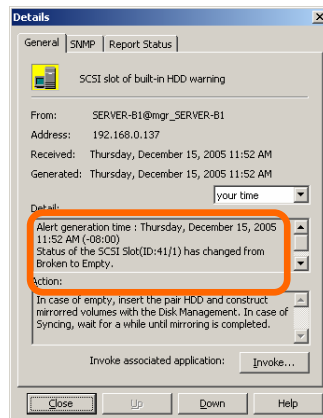 Details
General SNMP Report Status
SCSI slot of built-in HDD warning
From: SERVER-B1@mgr_SERVER-B1
Address: 192.168.0.137
Received: Thursday, December 15, 2005 11:52 AM
Generated: Thursday, December 15, 2005 11:52 AM
your time
Detail:
Alert generation time : Thursday, December 15, 2005
11:52 AM (-08:00)
Status of the SCSI Slot(ID:41/1) has changed from
Broken to Empty.
Action:
In case of empty, insert the pair HDD and construct
mirrorred volumes with the Disk Management. In case of
Syncing, wait for a while until mirroring is completed.
Invoke associated application: Invoke...
Close Up Down Help